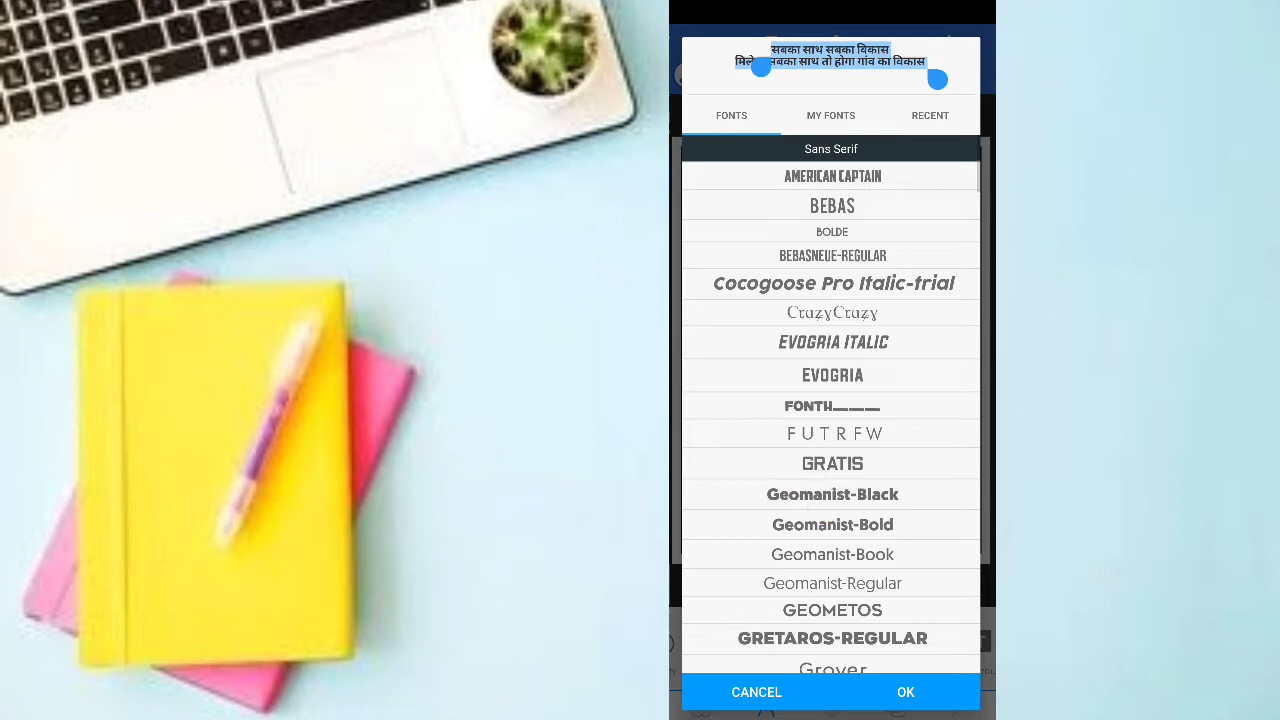 सबका साथ सबका विकास
सबका साथ तो होगा गांव का विकास
FONTS
MY FONTS
RECENT
Sans Serif
AMERICAN CAPTAIN
BEBAS
BOLDE
BEBASNEUE-REGULAR
Cocogoose Pro Italic-trial
CrazyCrazy
EVOGRIA ITALIC
EVOGRIA
FONTH____
FUTRFW
GRATIS
Geomanist-Black
Geomanist-Bold
Geomanist-Book
Geomanist-Regular
GEOMETOS
GRETAROS-REGULAR
Grover
CANCEL
OK